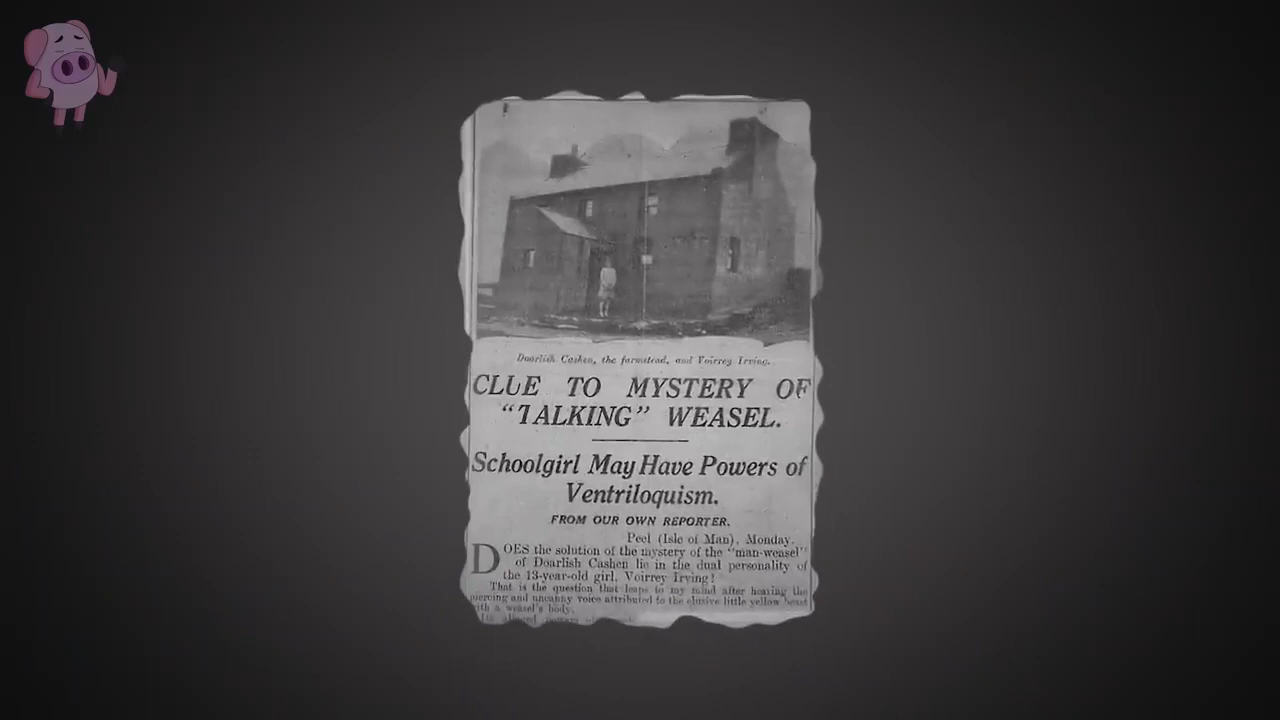 Doarlish Cashen, the farmstead, and Voirrey Irving.
CLUE TO MYSTERY OF
“TALKING” WEASEL.
Schoolgirl May Have Powers of
Ventriloquism.
FROM OUR OWN REPORTER.
Peel (Isle of Man), Monday.
DOES the solution of the mystery of the “man-weasel”
of Doarlish Cashen lie in the dual personality of
the 13-year-old girl, Voirrey Irving?
That is the question that leaps to my mind after hearing the
piercing and uncanny voice attributed to the elusive little yellow beast
with a weasel's body.